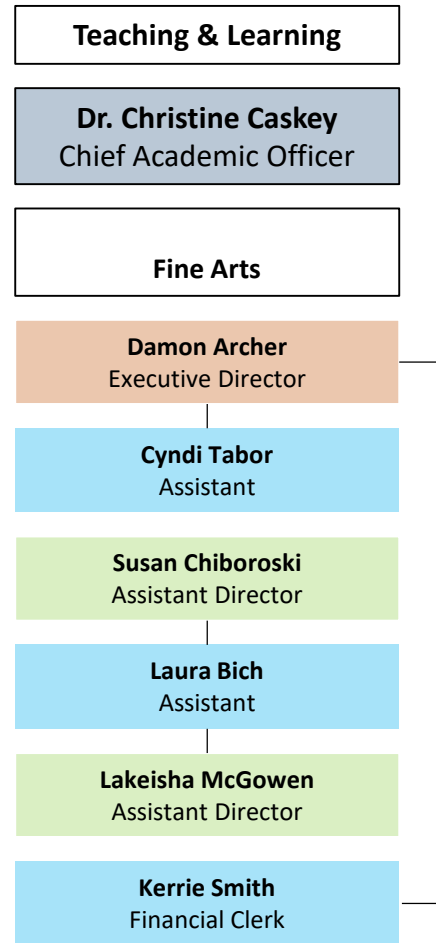 Teaching & Learning
Dr. Christine Caskey
Chief Academic Officer
Fine Arts
Damon Archer
Executive Director
Cyndi Tabor
Assistant
Susan Chiboroski
Assistant Director
Laura Bich
Assistant
Lakeisha McGowen
Assistant Director
Kerrie Smith
Financial Clerk